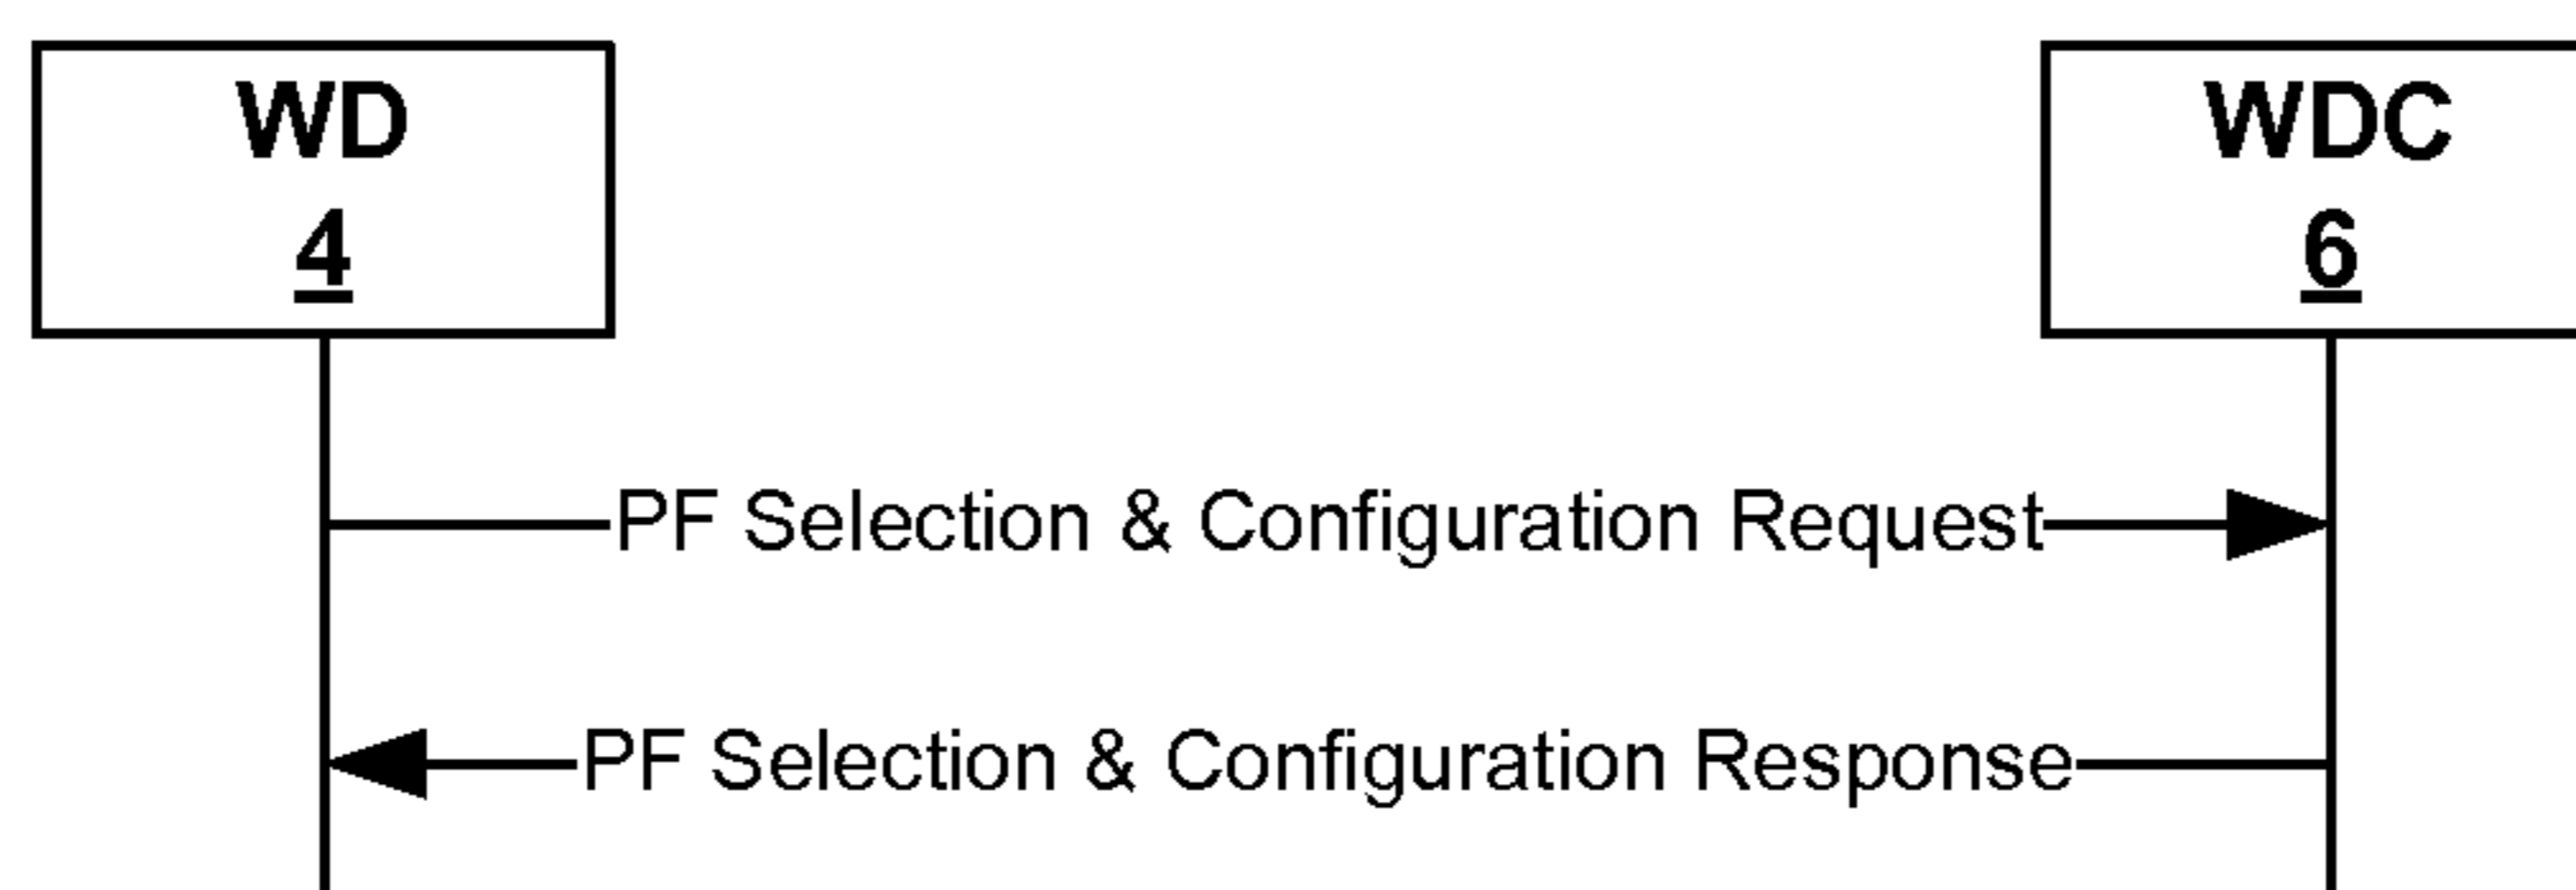 WD
4
WDC
6
PF Selection & Configuration Request
PF Selection & Configuration Response